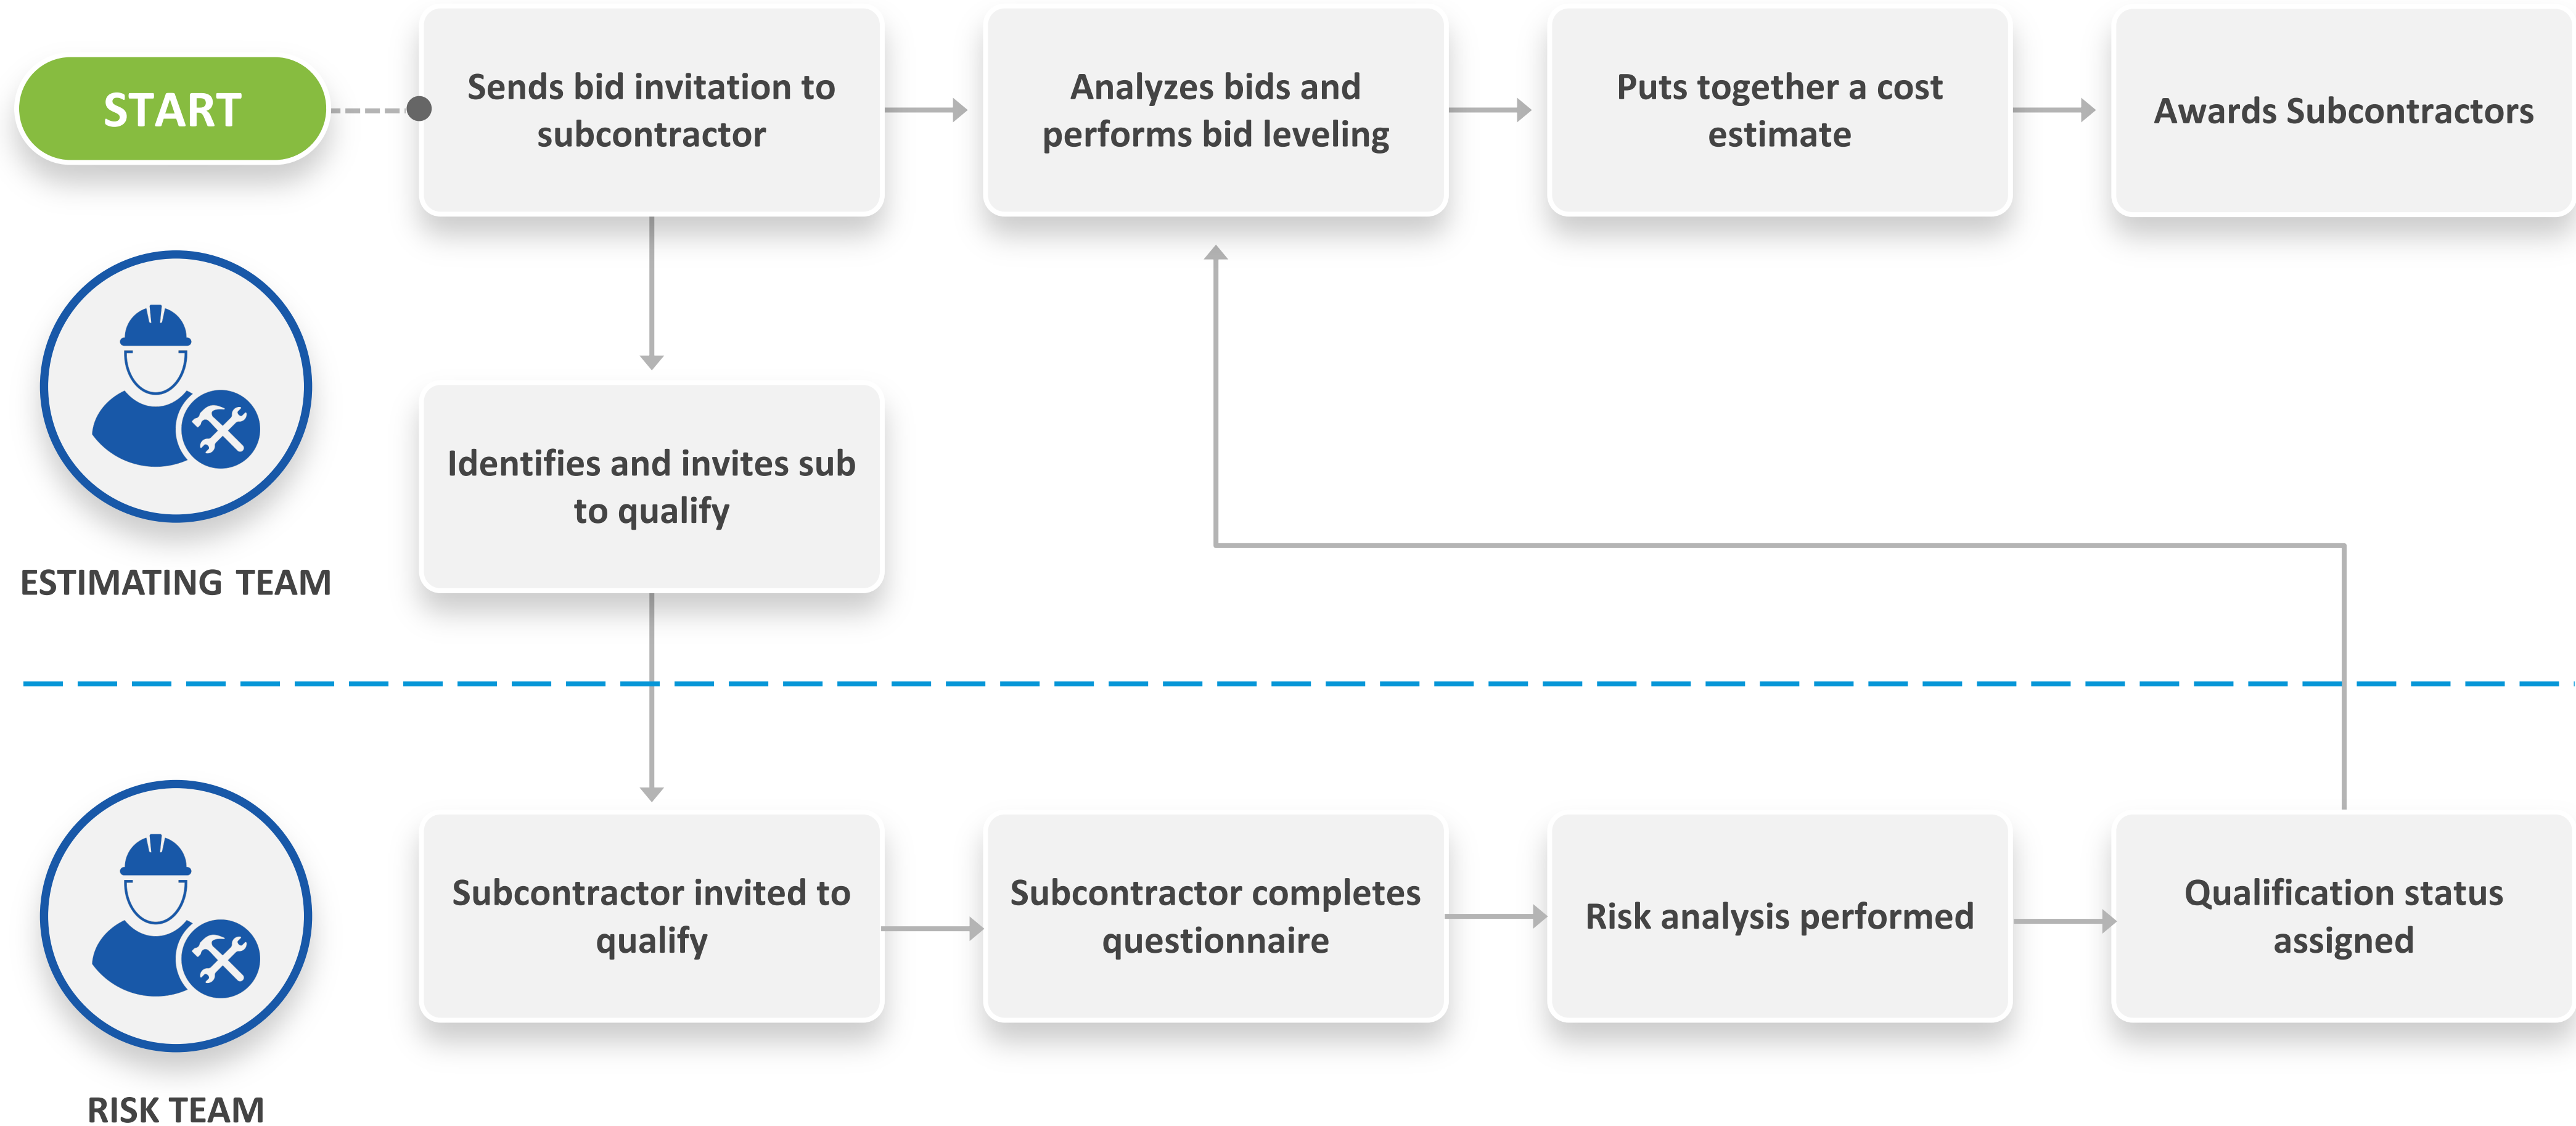 START
Sends bid invitation to
subcontractor
Analyzes bids and
performs bid leveling
Puts together a cost
estimate
Awards Subcontractors
Identifies and invites sub
to qualify
ESTIMATING TEAM
Subcontractor invited to
qualify
Subcontractor completes
questionnaire
Risk analysis performed
Qualification status
assigned
RISK TEAM